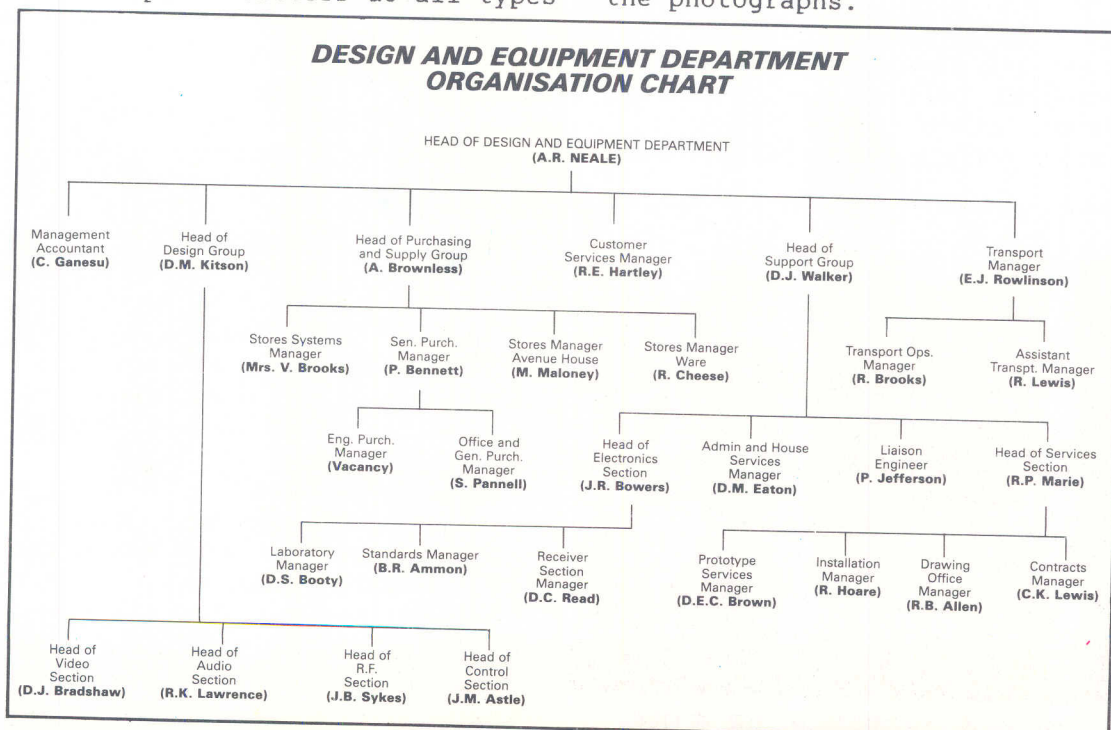 at all types the photographs.
DESIGN AND EQUIPMENT DEPARTMENT
ORGANISATION CHART
HEAD OF DESIGN AND EQUIPMENT DEPARTMENT
(A.R. NEALE)
Management
Accountant
(C. Ganesu)
Head of
Design Group
(D.M. Kitson)
Head of Purchasing
and Supply Group
(A. Brownless)
Customer
Services Manager
(R.E. Hartley)
Head of
Support Group
(D.J. Walker)
Transport
Manager
(E.J. Rowlinson)
Stores Systems
Manager
(Mrs. V. Brooks)
Sen. Purch.
Manager
(P. Bennett)
Stores Manager
Avenue House
(M. Maloney)
Stores Manager
Ware
(R. Cheese)
Transport Ops.
Manager
(R. Brooks)
Assistant
Transpt. Manager
(R. Lewis)
Eng. Purch.
Manager
(Vacancy)
Office and
Gen. Purch.
Manager
(S. Pannell)
Head of
Electronics
Section
(J.R. Bowers)
Admin and House
Services
Manager
(D.M. Eaton)
Liaison
Engineer
(P. Jefferson)
Head of Services
Section
(R.P. Marie)
Laboratory
Manager
(D.S. Booty)
Standards Manager
(B.R. Ammon)
Receiver
Section
Manager
(D.C. Read)
Prototype
Services
Manager
(D.E.C. Brown)
Installation
Manager
(R. Hoare)
Drawing
Office
Manager
(R.B. Allen)
Contracts
Manager
(C.K. Lewis)
Head of
Video
Section
(D.J. Bradshaw)
Head of
Audio
Section
(R.K. Lawrence)
Head of
R.F.
Section
(J.B. Sykes)
Head of
Control
Section
(J.M. Astle)